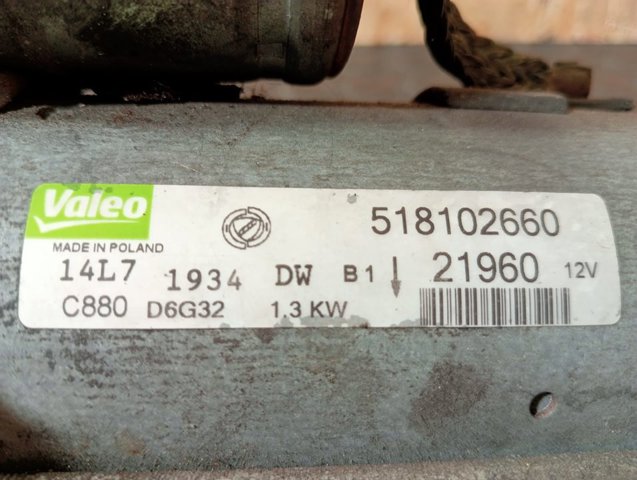 Valeo
518102660
MADE IN POLAND
14L7 1934 DW B1 21960 12V
C880 D6G32 1.3 KW